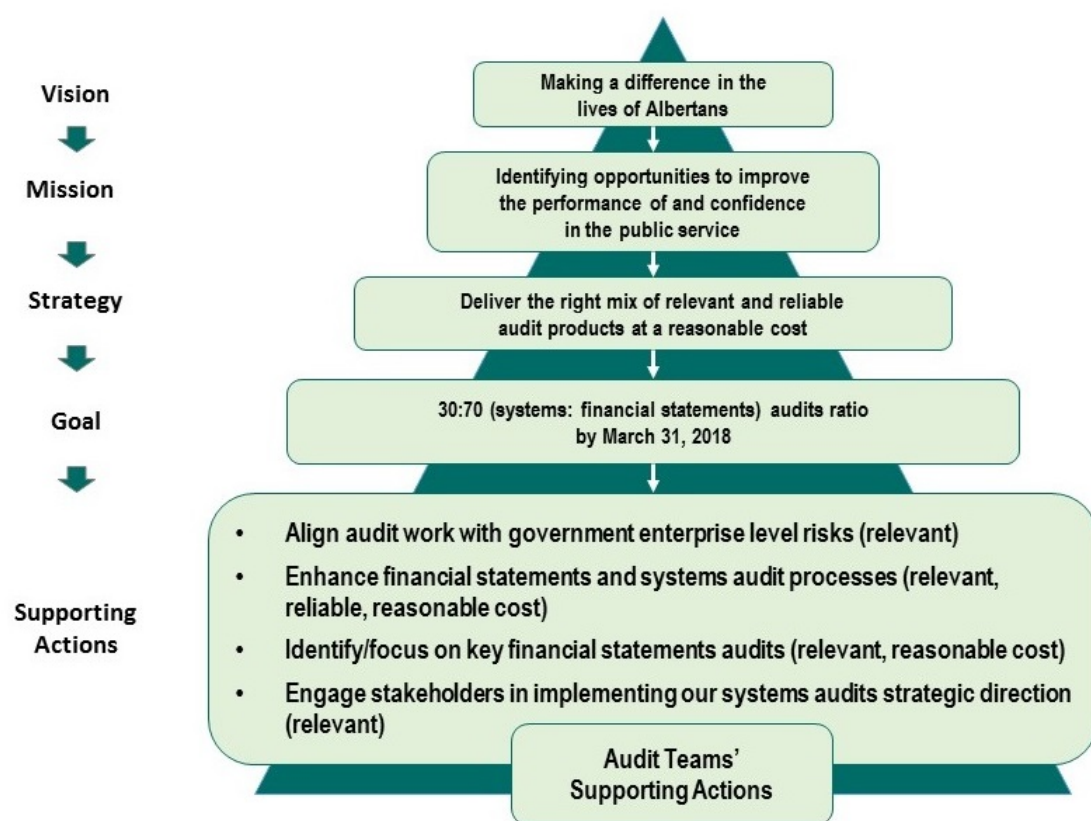 Vision
Making a difference in the
lives of Albertans
Mission
Identifying opportunities to improve
the performance of and confidence
in the public service
Strategy
Deliver the right mix of relevant and reliable
audit products at a reasonable cost
Goal
30:70 (systems: financial statements) audits ratio
by March 31, 2018
Supporting
Actions
• Align audit work with government enterprise level risks (relevant)
• Enhance financial statements and systems audit processes (relevant,
reliable, reasonable cost)
• Identify/focus on key financial statements audits (relevant, reasonable cost)
• Engage stakeholders in implementing our systems audits strategic direction
(relevant)
Audit Teams’
Supporting Actions